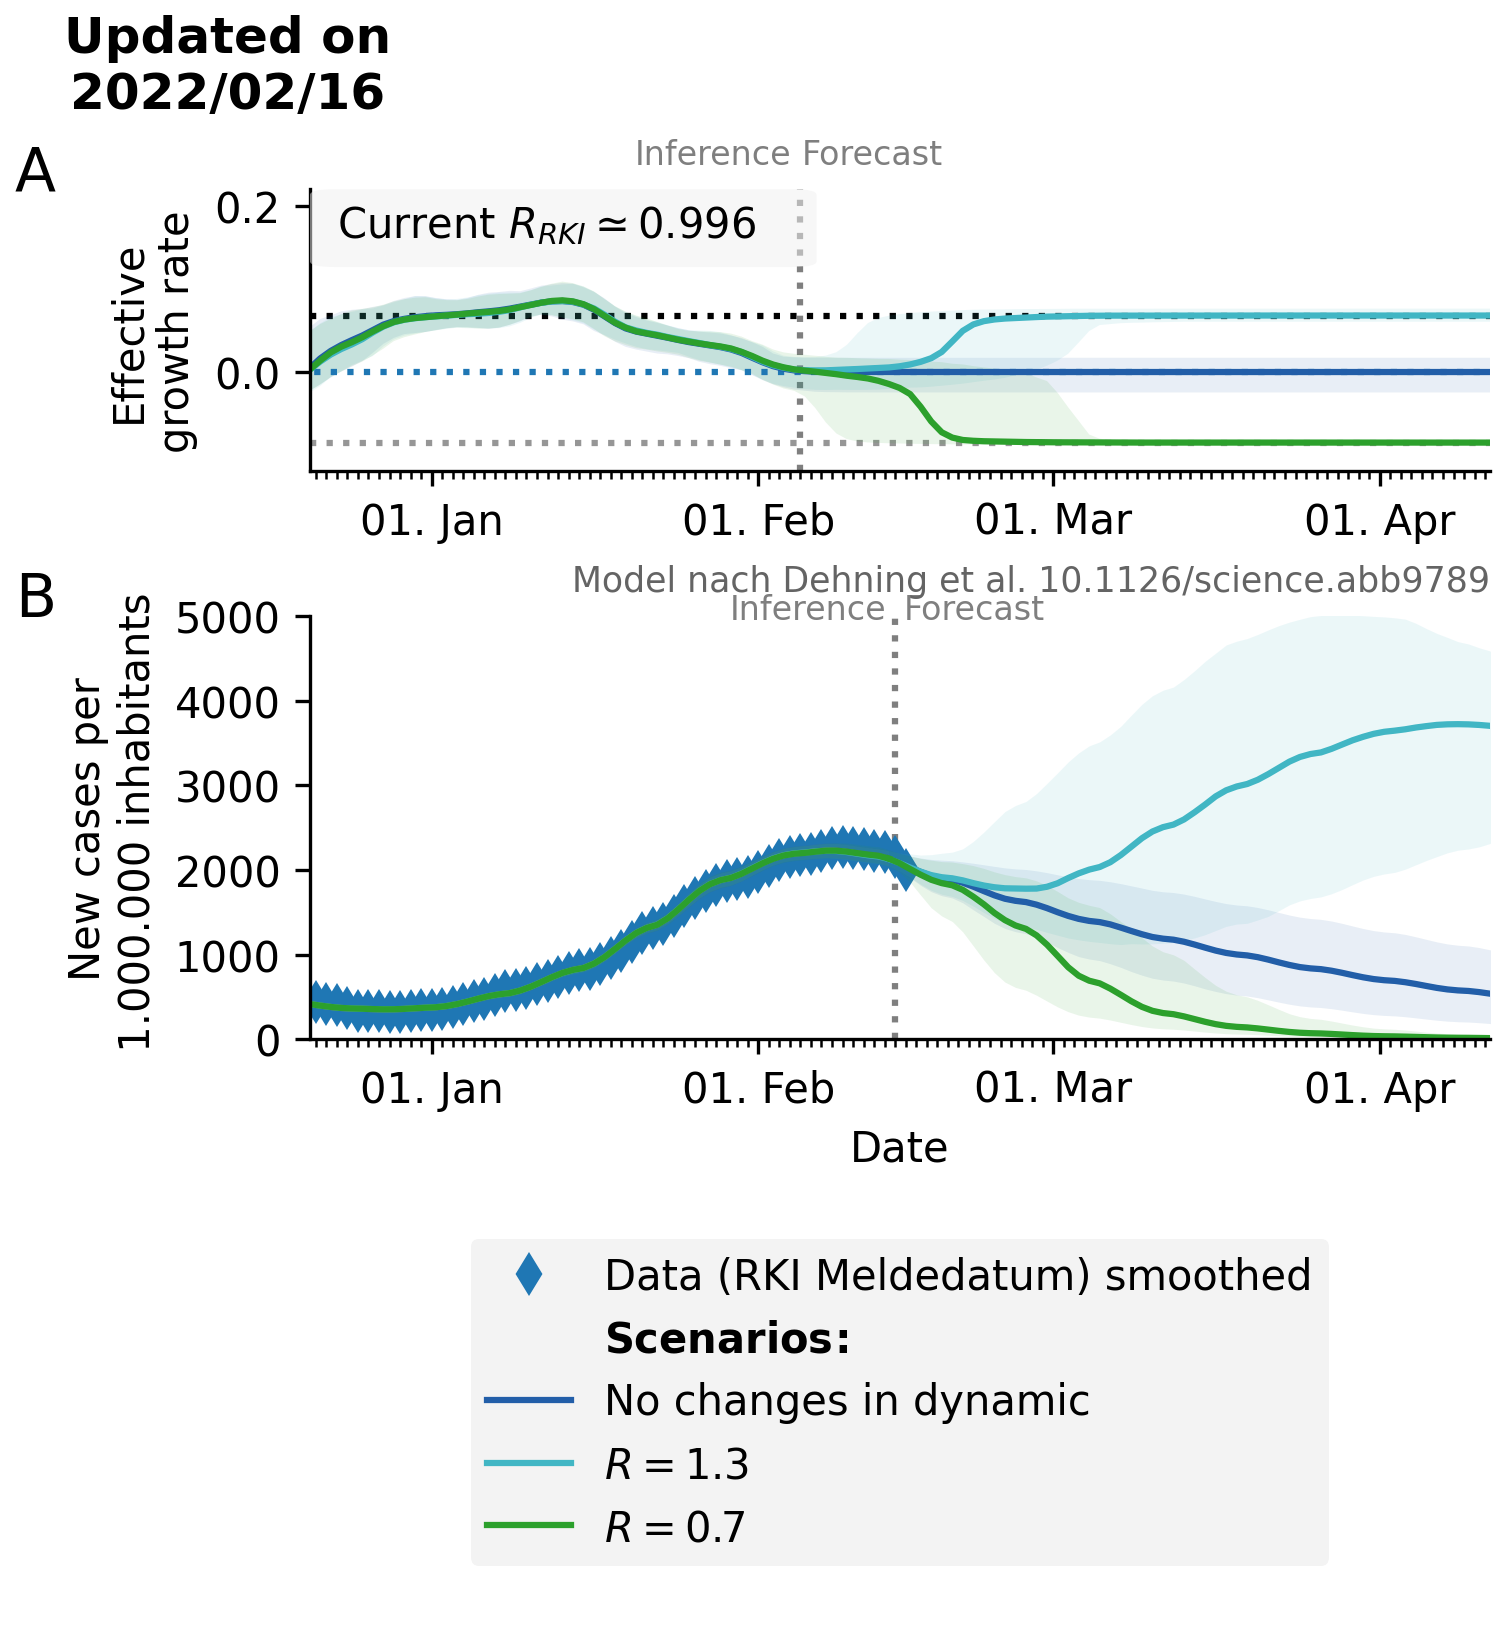 Updated on
2022/02/16
A
Inference Forecast
Current R_RKI ≃ 0.996
Effective
growth rate
0.2
0.0
01. Jan
01. Feb
01. Mar
01. Apr
B
Model nach Dehning et al. 10.1126/science.abb9789
Inference Forecast
New cases per
1.000.000 inhabitants
5000
4000
3000
2000
1000
0
01. Jan
01. Feb
01. Mar
01. Apr
Date
Data (RKI Meldedatum) smoothed
Scenarios:
No changes in dynamic
R = 1.3
R = 0.7